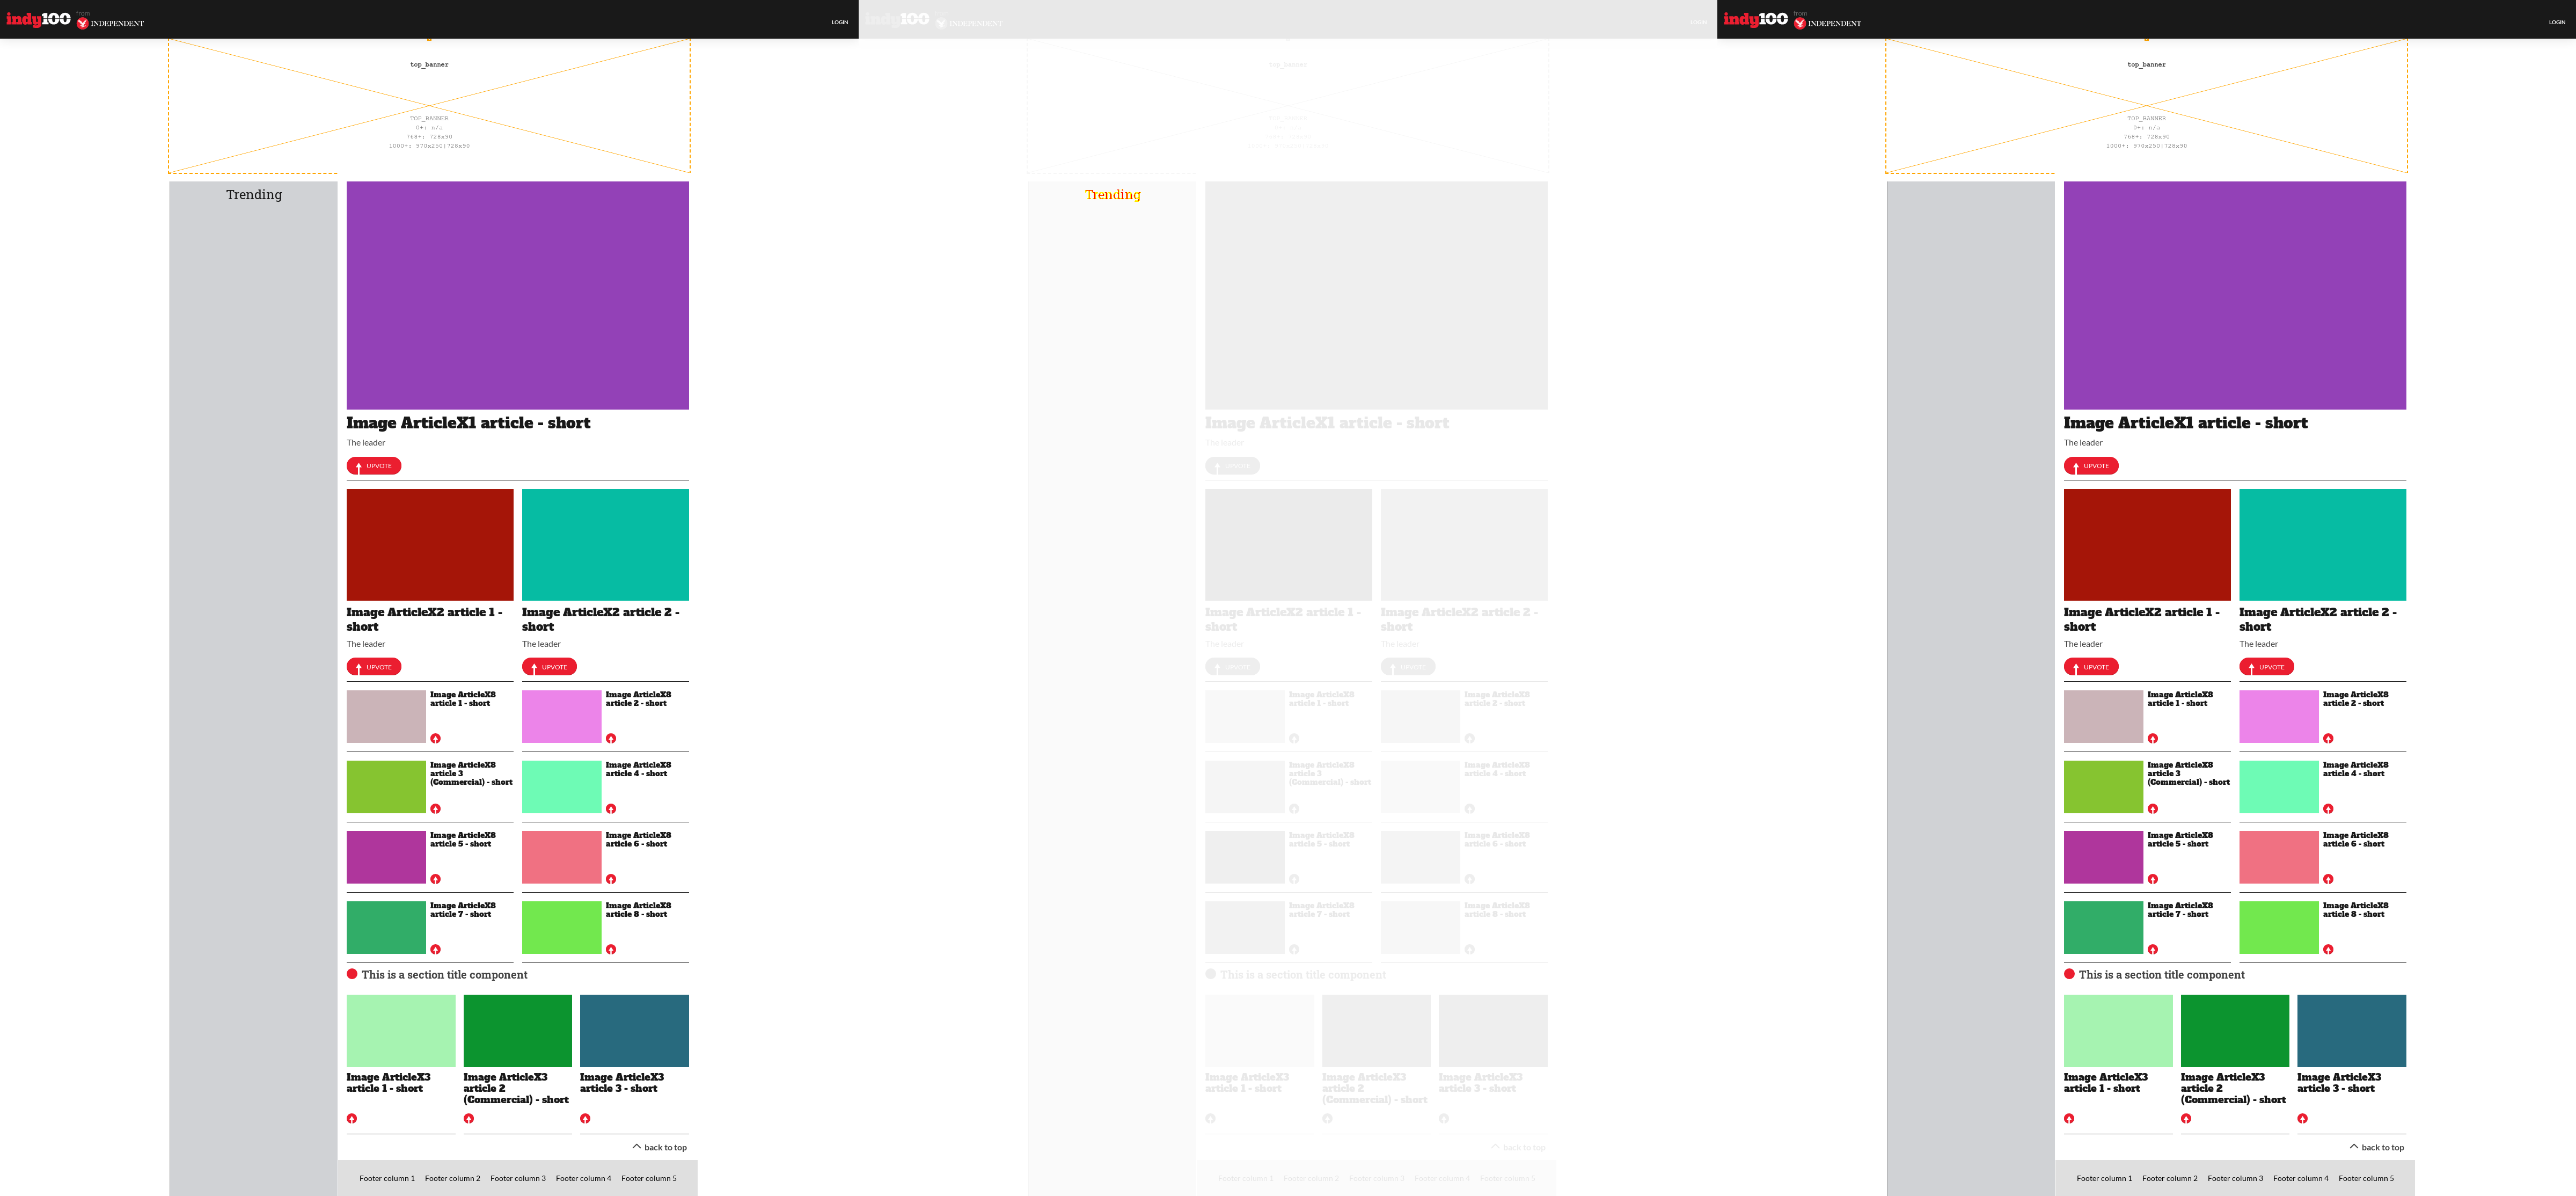 indy100
from
INDEPENDENT
LOGIN
top_banner
TOP_BANNER
0+: n/a
768+: 728x90
1000+: 970x250|728x90
Trending
Image ArticleX1 article - short
The leader
UPVOTE
Image ArticleX2 article 1 -
short
The leader
UPVOTE
Image ArticleX2 article 2 -
short
The leader
UPVOTE
Image ArticleX8
article 1 - short
Image ArticleX8
article 2 - short
Image ArticleX8
article 3
(Commercial) - short
Image ArticleX8
article 4 - short
Image ArticleX8
article 5 - short
Image ArticleX8
article 6 - short
Image ArticleX8
article 7 - short
Image ArticleX8
article 8 - short
This is a section title component
Image ArticleX3
article 1 - short
Image ArticleX3
article 2
(Commercial) - short
Image ArticleX3
article 3 - short
back to top
Footer column 1 Footer column 2 Footer column 3 Footer column 4 Footer column 5
indy100
INDEPENDENT
LOGIN
top_banner
Trending
Image ArticleX1 article - short
The leader
UPVOTE
Image ArticleX2 article 1 -
short
The leader
UPVOTE
Image ArticleX2 article 2 -
short
The leader
UPVOTE
Image ArticleX8
article 1 - short
Image ArticleX8
article 2 - short
Image ArticleX8
article 3
(Commercial) - short
Image ArticleX8
article 4 - short
Image ArticleX8
article 5 - short
Image ArticleX8
article 6 - short
Image ArticleX8
article 7 - short
Image ArticleX8
article 8 - short
This is a section title component
Image ArticleX3
article 1 - short
Image ArticleX3
article 2
(Commercial) - short
Image ArticleX3
article 3 - short
back to top
Footer column 1 Footer column 2 Footer column 3 Footer column 4 Footer column 5
indy100
from
INDEPENDENT
LOGIN
top_banner
TOP_BANNER
0+: n/a
768+: 728x90
1000+: 970x250|728x90
Image ArticleX1 article - short
The leader
UPVOTE
Image ArticleX2 article 1 -
short
The leader
UPVOTE
Image ArticleX2 article 2 -
short
The leader
UPVOTE
Image ArticleX8
article 1 - short
Image ArticleX8
article 2 - short
Image ArticleX8
article 3
(Commercial) - short
Image ArticleX8
article 4 - short
Image ArticleX8
article 5 - short
Image ArticleX8
article 6 - short
Image ArticleX8
article 7 - short
Image ArticleX8
article 8 - short
This is a section title component
Image ArticleX3
article 1 - short
Image ArticleX3
article 2
(Commercial) - short
Image ArticleX3
article 3 - short
back to top
Footer column 1 Footer column 2 Footer column 3 Footer column 4 Footer column 5